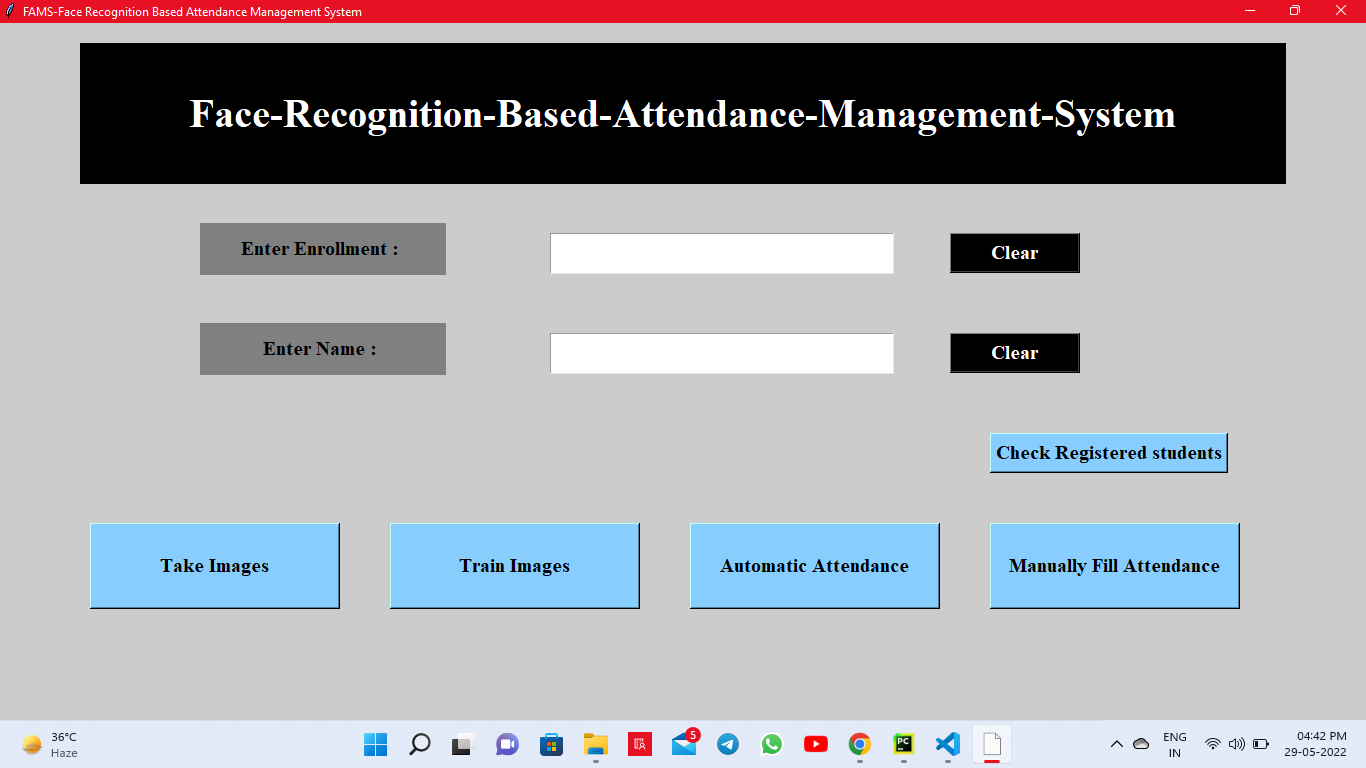 FAMS-Face Recognition Based Attendance Management System
Face-Recognition-Based-Attendance-Management-System
Enter Enrollment :
Clear
Enter Name :
Clear
Check Registered students
Take Images
Train Images
Automatic Attendance
Manually Fill Attendance
36°C
Haze
5
PC
ENG
IN
04:42 PM
29-05-2022